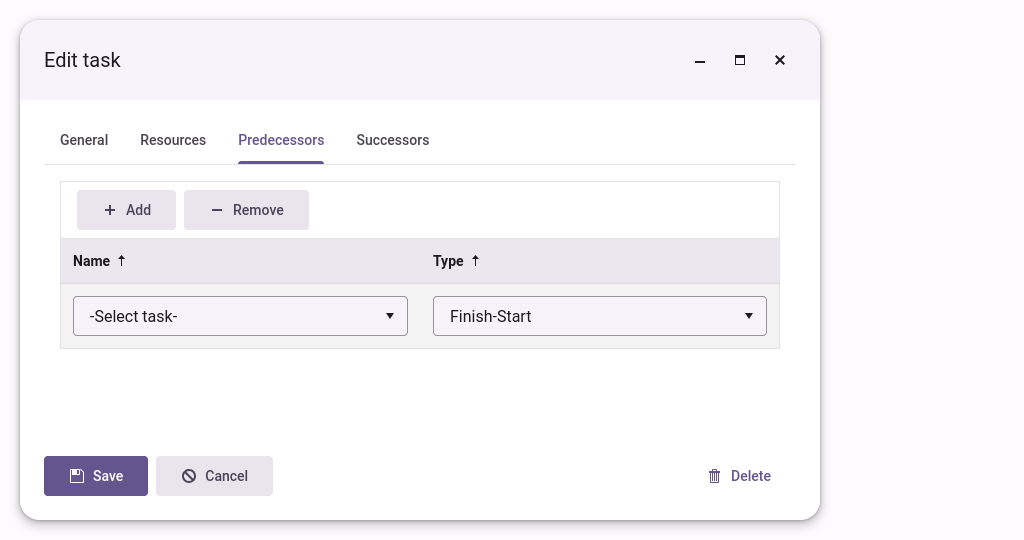 Edit task
General Resources Predecessors Successors
Add Remove
Name Type
-Select task- Finish-Start
Save Cancel Delete